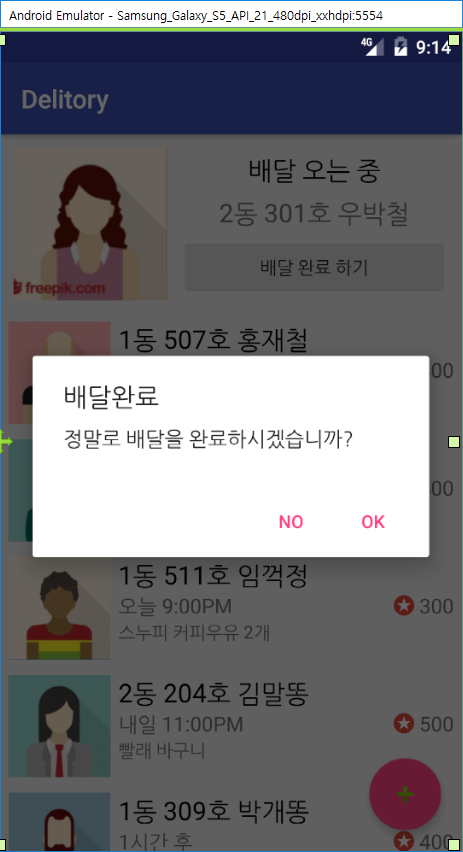 Android Emulator - Samsung_Galaxy_S5_API_21_480dpi_xxhdpi:5554
4G 9:14
Delitory
배달 오는 중
2동 301호 우박철
freepik.com
배달 완료 하기
1동 507호 홍재철
00
배달완료
정말로 배달을 완료하시겠습니까?
00
NO OK
1동 511호 임꺽정
오늘 9:00PM
300
스누피 커피우유 2개
2동 204호 김말똥
내일 11:00PM
500
빨래 바구니
+
1동 309호 박개똥
1시간 후
400